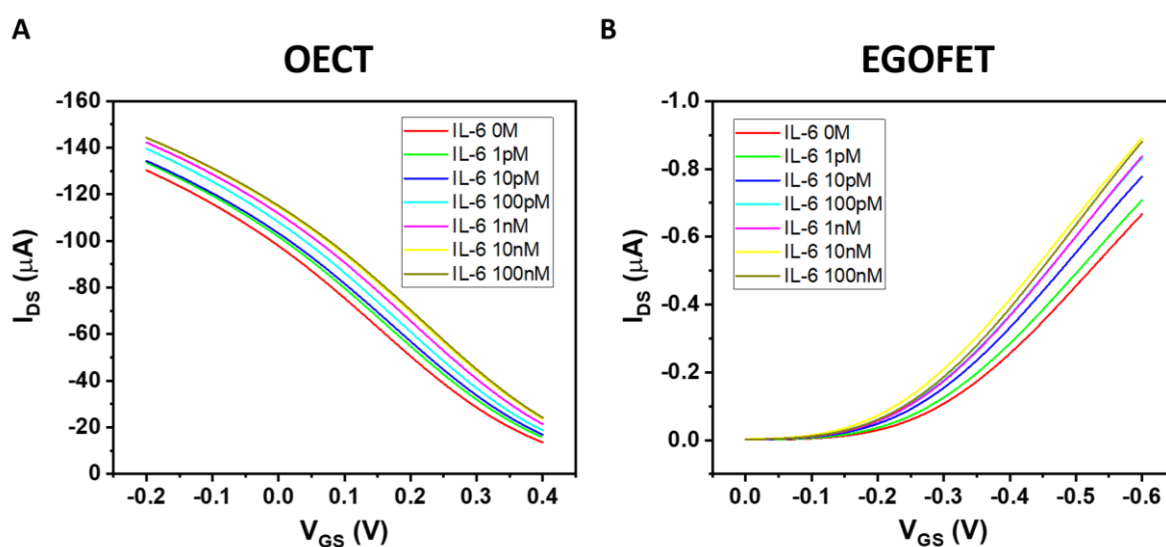 A
OECT
-160
-140
-120
-100
-80
-60
-40
-20
0
I_DS (μA)
IL-6 0M
IL-6 1pM
IL-6 10pM
IL-6 100pM
IL-6 1nM
IL-6 10nM
IL-6 100nM
-0.2 -0.1 0.0 0.1 0.2 0.3 0.4
V_GS (V)
B
EGOFET
-1.0
-0.8
-0.6
-0.4
-0.2
0.0
I_DS (μA)
IL-6 0M
IL-6 1pM
IL-6 10pM
IL-6 100pM
IL-6 1nM
IL-6 10nM
IL-6 100nM
0.0 -0.1 -0.2 -0.3 -0.4 -0.5 -0.6
V_GS (V)